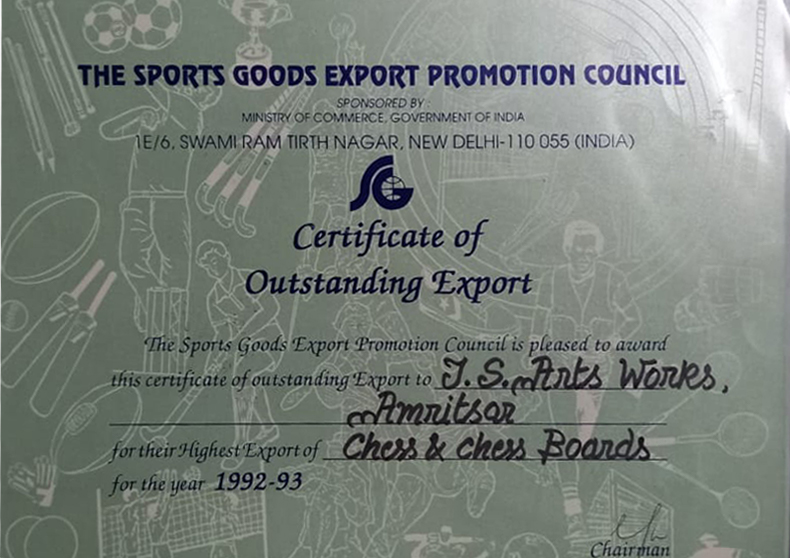 THE SPORTS GOODS EXPORT PROMOTION COUNCIL
SPONSORED BY :
MINISTRY OF COMMERCE, GOVERNMENT OF INDIA
1E/6, SWAMI RAM TIRTH NAGAR, NEW DELHI-110 055 (INDIA)
SG
Certificate of
Outstanding Export
The Sports Goods Export Promotion Council is pleased to award
this certificate of outstanding Export to J.S. Arts Works,
Amritsar
for their Highest Export of Chess & chess Boards
for the year 1992-93
Chairman